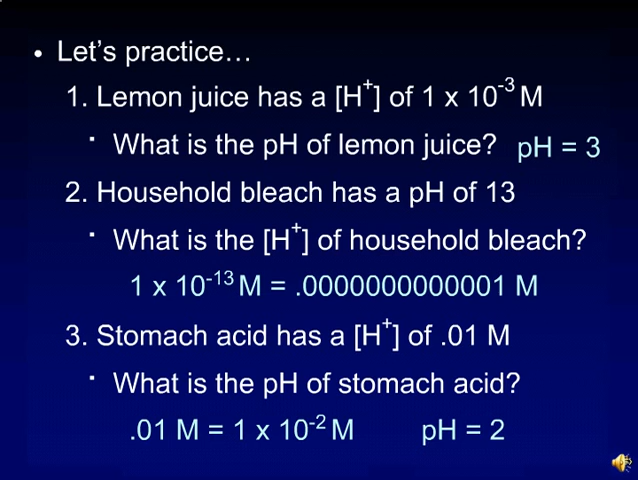 • Let's practice…
1. Lemon juice has a [H⁺] of 1 x 10⁻³ M
▪ What is the pH of lemon juice? pH = 3
2. Household bleach has a pH of 13
▪ What is the [H⁺] of household bleach?
1 x 10⁻¹³ M = .0000000000001 M
3. Stomach acid has a [H⁺] of .01 M
▪ What is the pH of stomach acid?
.01 M = 1 x 10⁻² M pH = 2